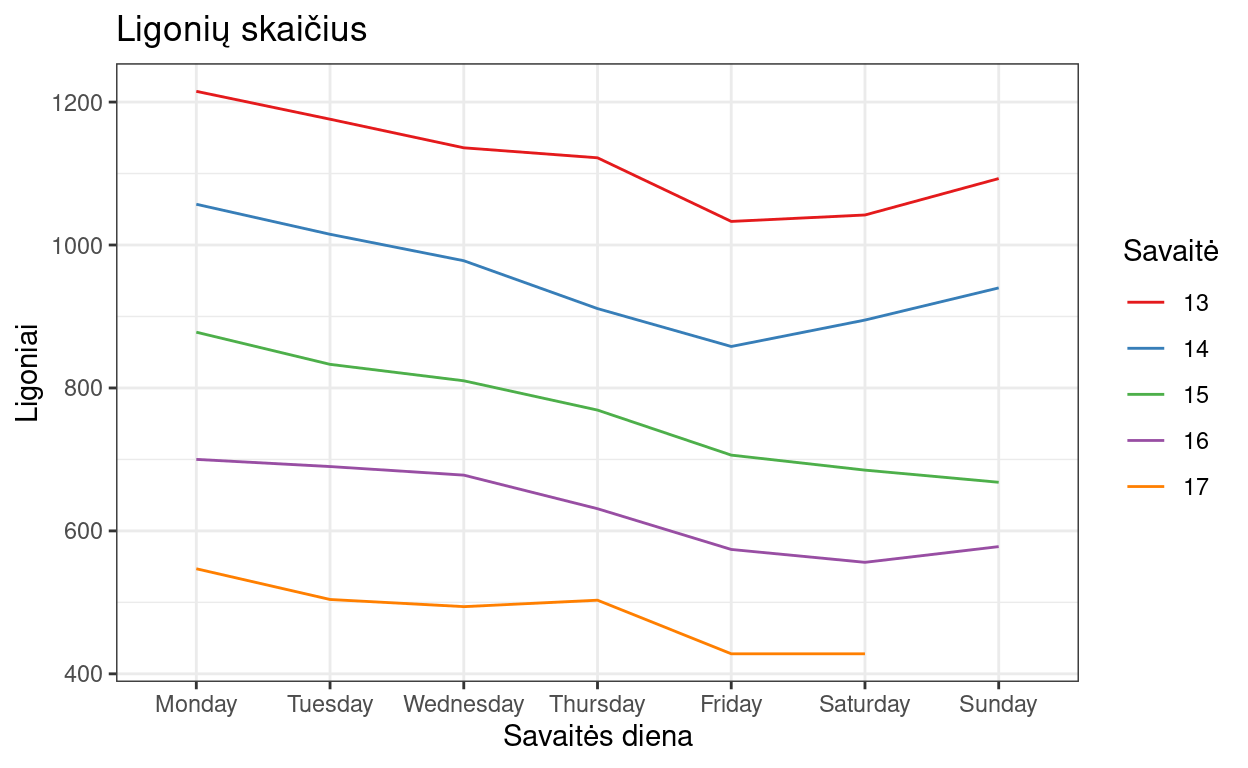 Ligonių skaičius
Ligoniai
1200
1000
800
600
400
Monday Tuesday Wednesday Thursday Friday Saturday Sunday
Savaitės diena
Savaitė
13
14
15
16
17